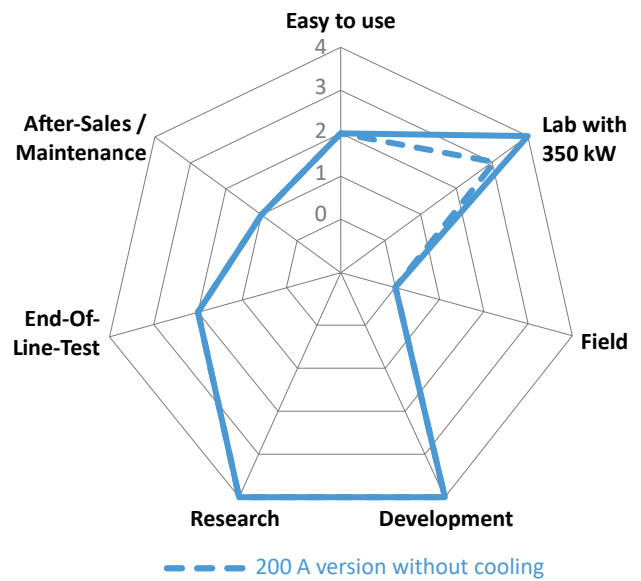 Easy to use
4
3
2
1
0
After-Sales /
Maintenance
Lab with
350 kW
End-Of-
Line-Test
Field
Research
Development
200 A version without cooling